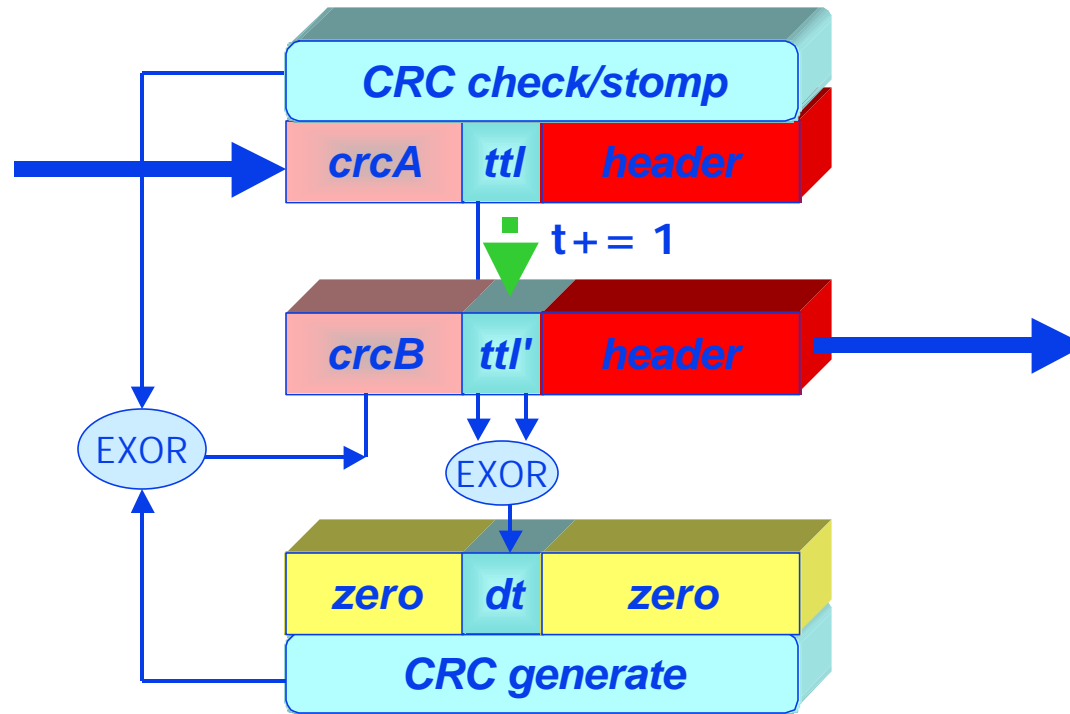 CRC check/stomp
crcA ttl header
t+= 1
crcB ttl' header
EXOR
EXOR
zero dt zero
CRC generate